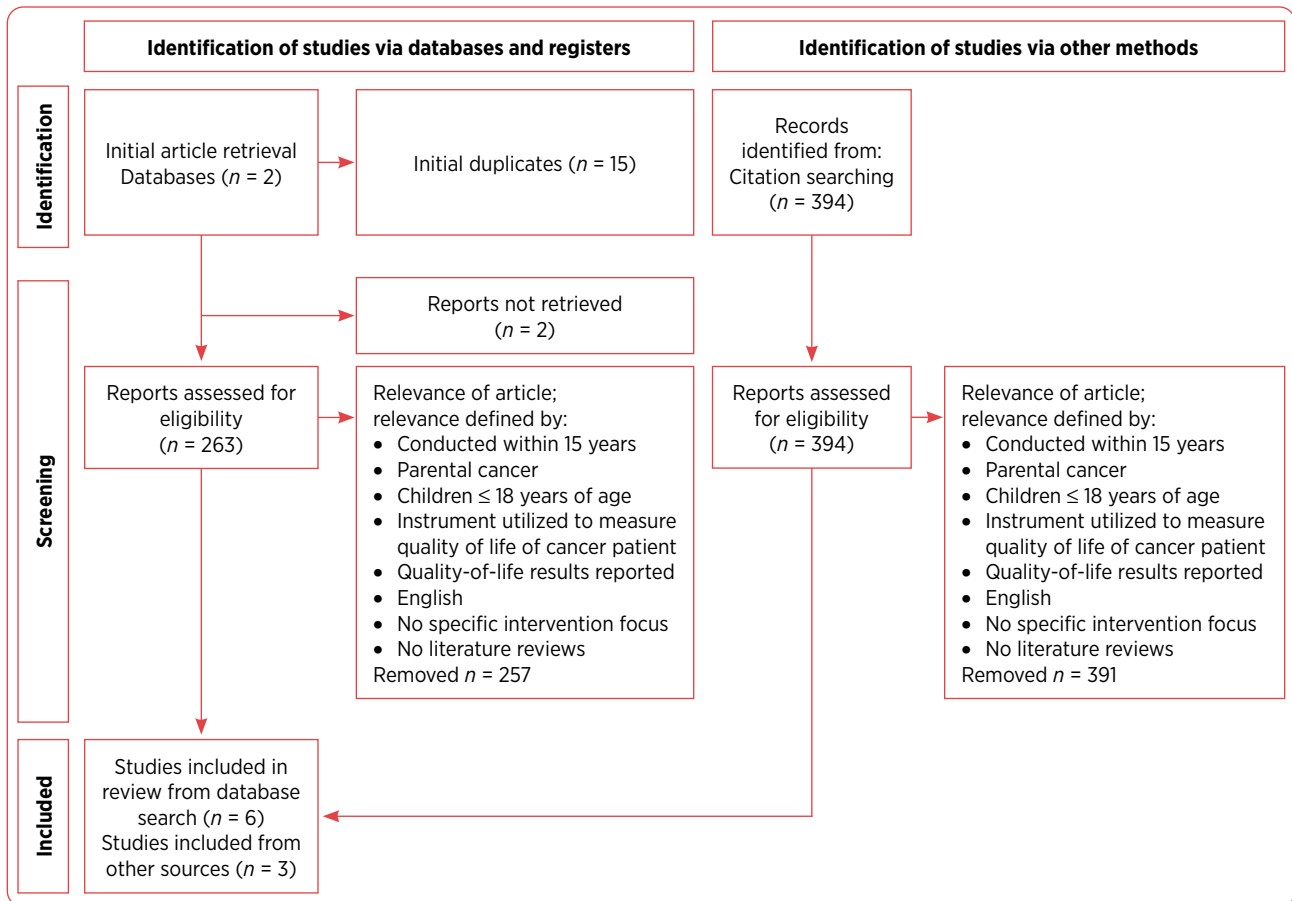 Identification of studies via databases and registers
Identification of studies via other methods
Identification
Initial article retrieval
Databases (n = 2)
Initial duplicates (n = 15)
Records
identified from:
Citation searching
(n = 394)
Screening
Reports not retrieved
(n = 2)
Reports assessed for
eligibility
(n = 263)
Relevance of article;
relevance defined by:
• Conducted within 15 years
• Parental cancer
• Children ≤ 18 years of age
• Instrument utilized to measure
quality of life of cancer patient
• Quality-of-life results reported
• English
• No specific intervention focus
• No literature reviews
Removed n = 257
Reports assessed
for eligibility
(n = 394)
Relevance of article;
relevance defined by:
• Conducted within 15 years
• Parental cancer
• Children ≤ 18 years of age
• Instrument utilized to measure
quality of life of cancer patient
• Quality-of-life results reported
• English
• No specific intervention focus
• No literature reviews
Removed n = 391
Included
Studies included in
review from database
search (n = 6)
Studies included from
other sources (n = 3)